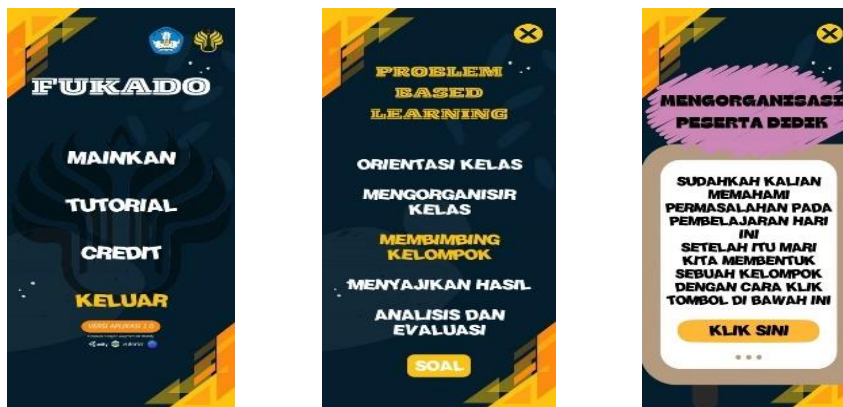 FUKADO
MAINKAN
TUTORIAL
CREDIT
KELUAR
VERSI APLIKASI 1.0
PROBLEM
BASED
LEARNING
ORIENTASI KELAS
MENGORGANISIR
KELAS
MEMBIMBING
KELOMPOK
MENYAJIKAN HASIL
ANALISIS DAN
EVALUASI
SOAL
MENGORGANISASI
PESERTA DIDIK
SUDAHKAH KALIAN
MEMAHAMI
PERMASALAHAN PADA
PEMBELAJARAN HARI
INI
SETELAH ITU MARI
KITA MEMBENTUK
SEBUAH KELOMPOK
DENGAN CARA KLIK
TOMBOL DI BAWAH INI
KLIK SINI